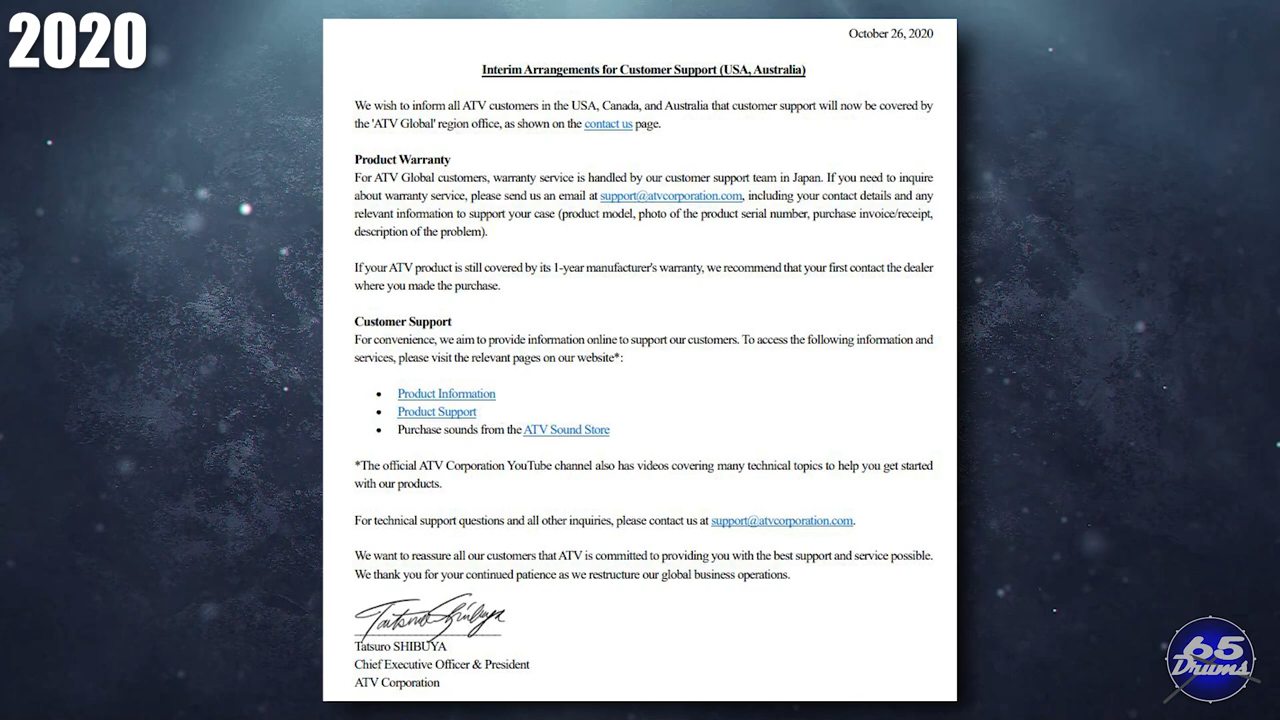 2020
October 26, 2020
Interim Arrangements for Customer Support (USA, Australia)
We wish to inform all ATV customers in the USA, Canada, and Australia that customer support will now be covered by
the 'ATV Global' region office, as shown on the contact us page.
Product Warranty
For ATV Global customers, warranty service is handled by our customer support team in Japan. If you need to inquire
about warranty service, please send us an email at support@atvcorporation.com, including your contact details and any
relevant information to support your case (product model, photo of the product serial number, purchase invoice/receipt,
description of the problem).
If your ATV product is still covered by its 1-year manufacturer's warranty, we recommend that your first contact the dealer
where you made the purchase.
Customer Support
For convenience, we aim to provide information online to support our customers. To access the following information and
services, please visit the relevant pages on our website*:
• Product Information
• Product Support
• Purchase sounds from the ATV Sound Store
*The official ATV Corporation YouTube channel also has videos covering many technical topics to help you get started
with our products.
For technical support questions and all other inquiries, please contact us at support@atvcorporation.com.
We want to reassure all our customers that ATV is committed to providing you with the best support and service possible.
We thank you for your continued patience as we restructure our global business operations.
Tatsuro Shibuya
Tatsuro SHIBUYA
Chief Executive Officer & President
ATV Corporation
65
Drums